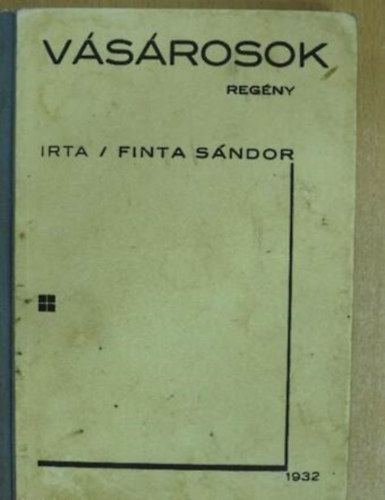 VÁSÁROSOK
REGÉNY
IRTA / FINTA SÁNDOR
1932